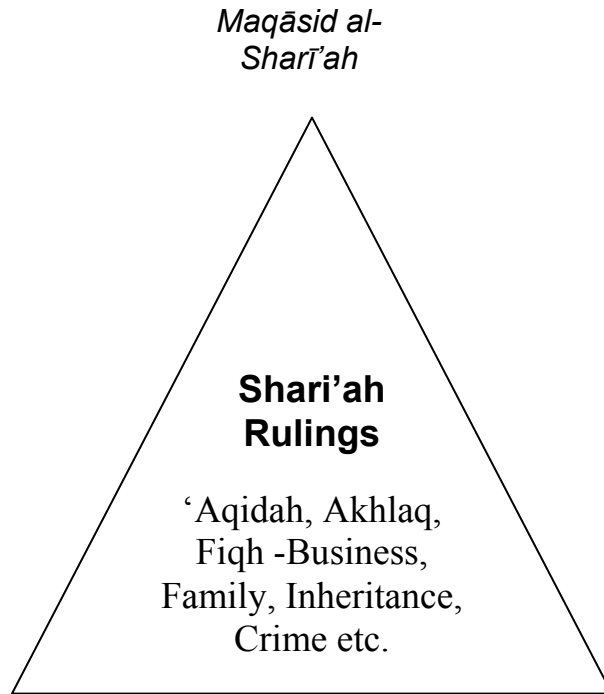 Maqāsid al-
Sharī’ah
Shari’ah
Rulings
‘Aqidah, Akhlaq,
Fiqh -Business,
Family, Inheritance,
Crime etc.